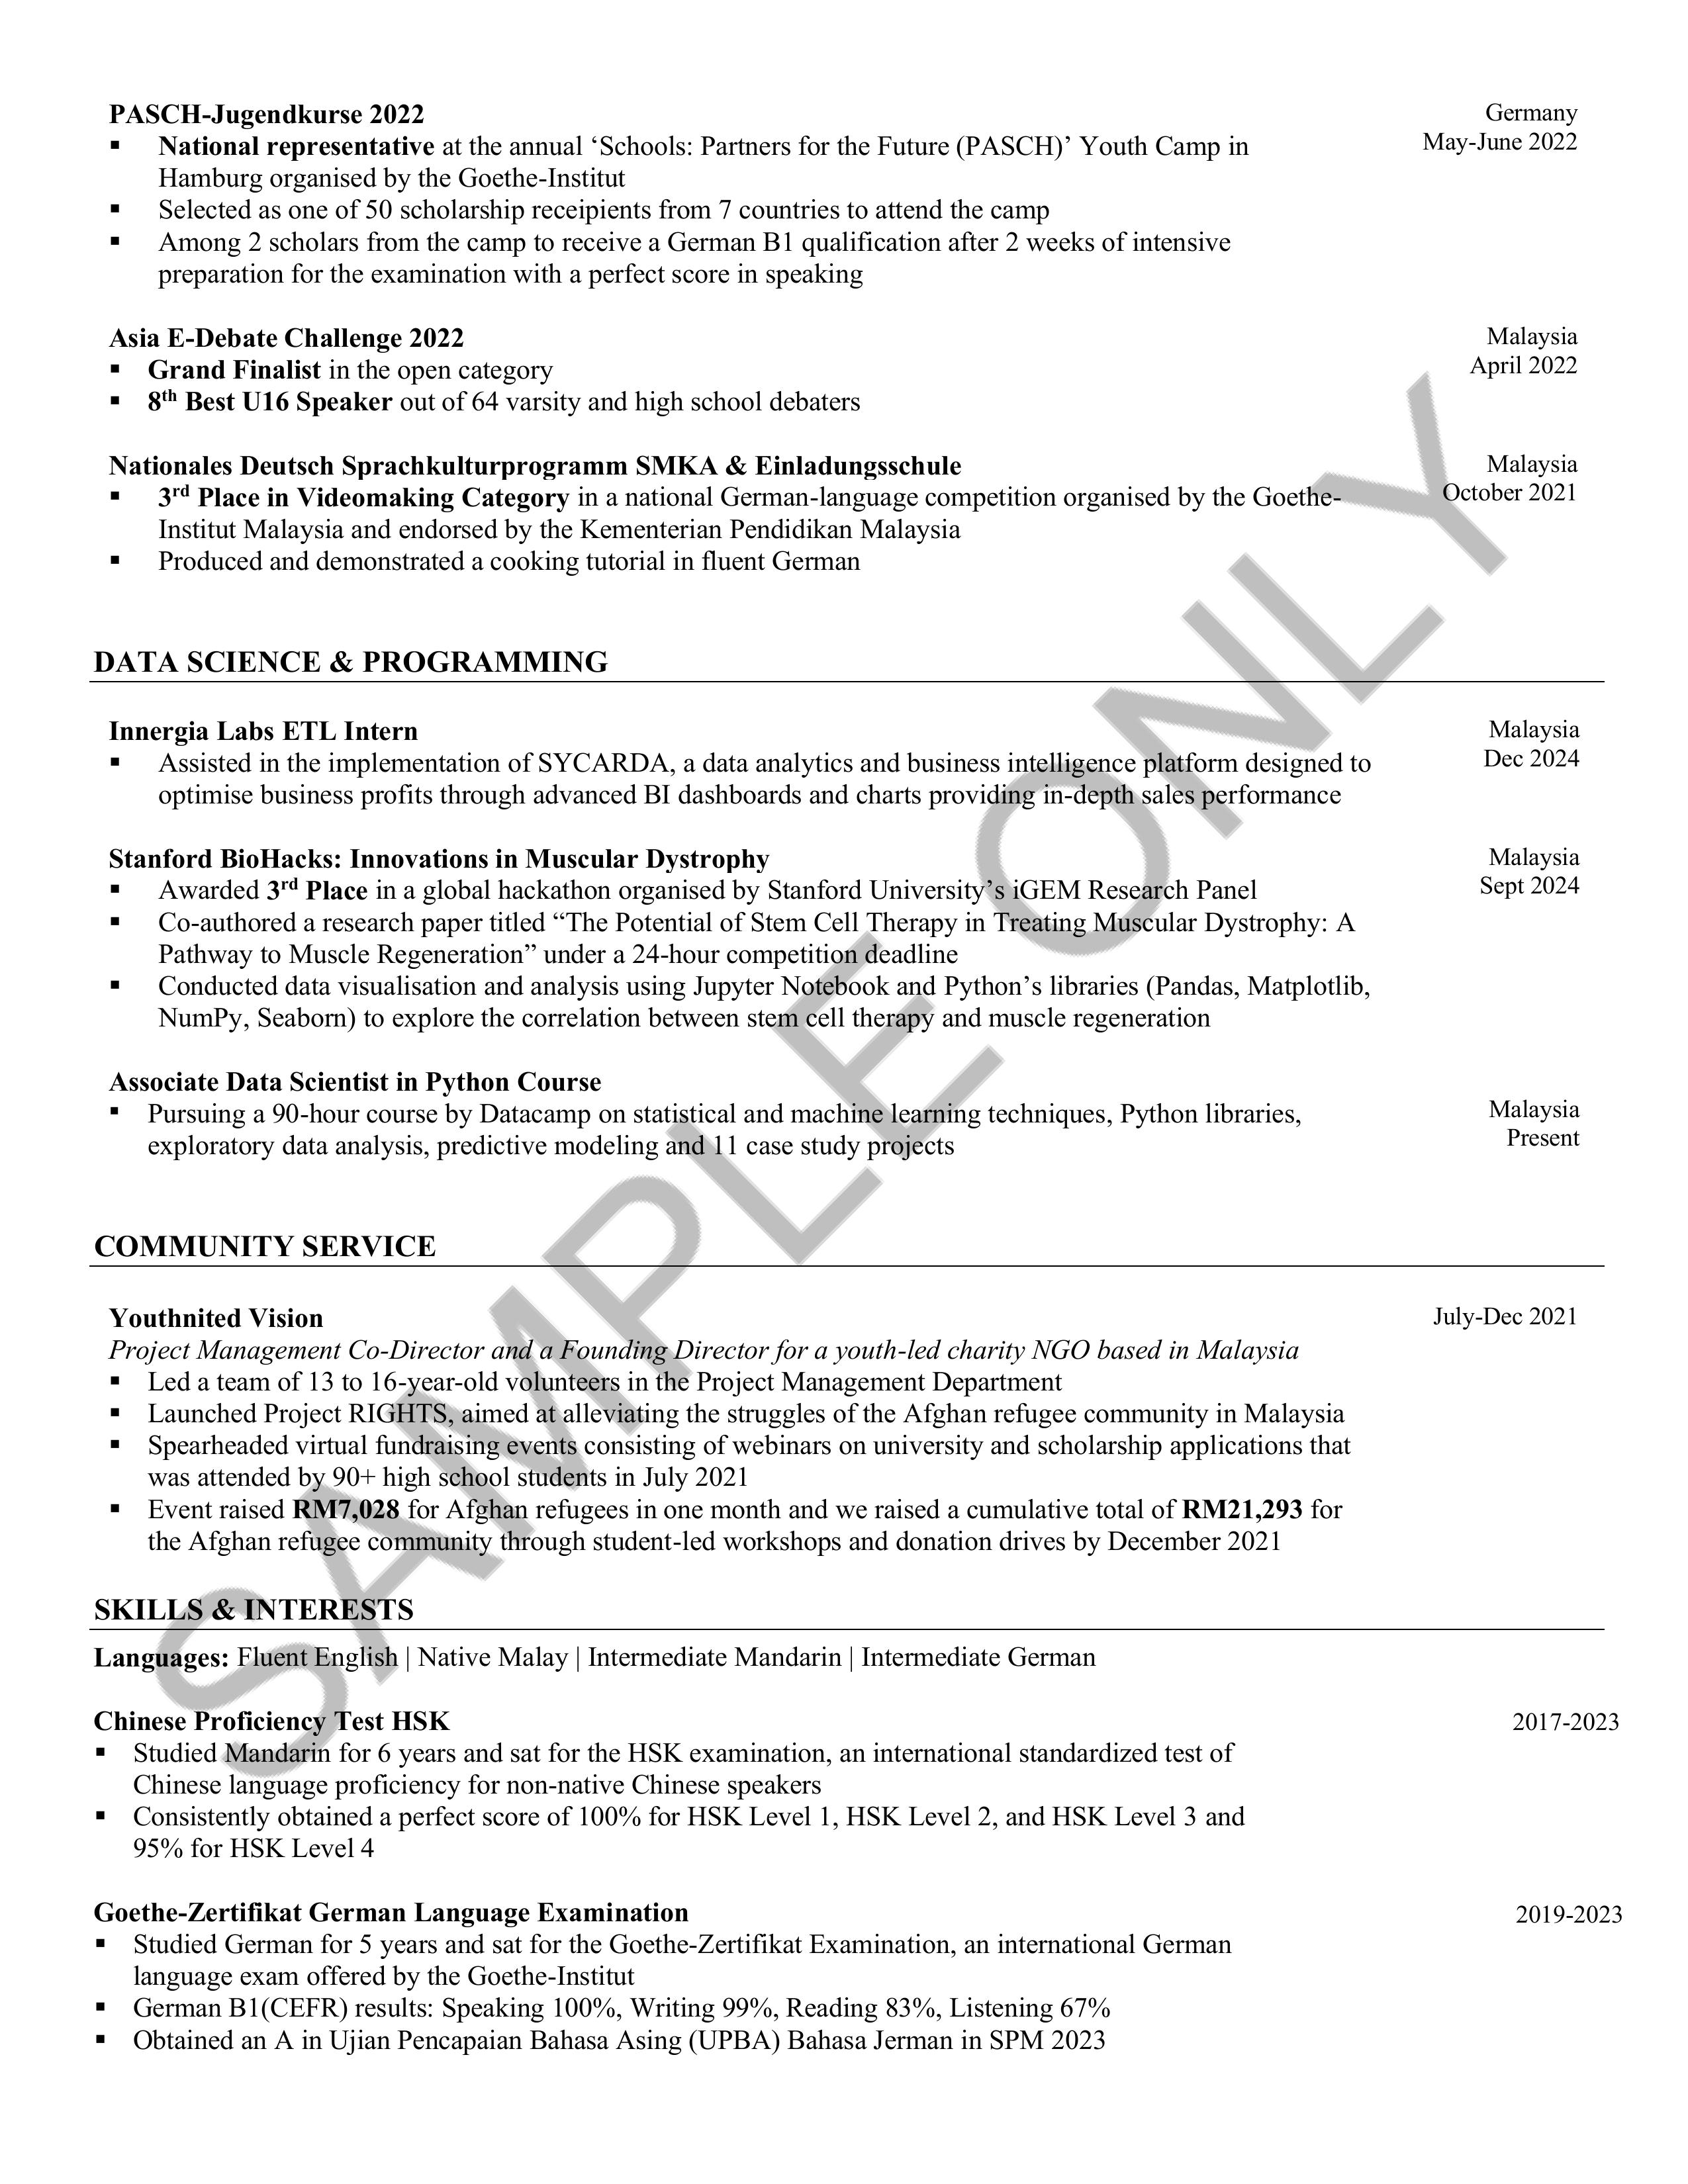 PASCH-Jugendkurse 2022
Germany
▪ National representative at the annual ‘Schools: Partners for the Future (PASCH)’ Youth Camp in
May-June 2022
Hamburg organised by the Goethe-Institut
▪ Selected as one of 50 scholarship receipients from 7 countries to attend the camp
▪ Among 2 scholars from the camp to receive a German B1 qualification after 2 weeks of intensive
preparation for the examination with a perfect score in speaking
Asia E-Debate Challenge 2022
Malaysia
▪ Grand Finalist in the open category
April 2022
▪ 8th Best U16 Speaker out of 64 varsity and high school debaters
Nationales Deutsch Sprachkulturprogramm SMKA & Einladungsschule
Malaysia
▪ 3rd Place in Videomaking Category in a national German-language competition organised by the Goethe-
October 2021
Institut Malaysia and endorsed by the Kementerian Pendidikan Malaysia
▪ Produced and demonstrated a cooking tutorial in fluent German
DATA SCIENCE & PROGRAMMING
Innergia Labs ETL Intern
Malaysia
▪ Assisted in the implementation of SYCARDA, a data analytics and business intelligence platform designed to
Dec 2024
optimise business profits through advanced BI dashboards and charts providing in-depth sales performance
Stanford BioHacks: Innovations in Muscular Dystrophy
Malaysia
▪ Awarded 3rd Place in a global hackathon organised by Stanford University’s iGEM Research Panel
Sept 2024
▪ Co-authored a research paper titled “The Potential of Stem Cell Therapy in Treating Muscular Dystrophy: A
Pathway to Muscle Regeneration” under a 24-hour competition deadline
▪ Conducted data visualisation and analysis using Jupyter Notebook and Python’s libraries (Pandas, Matplotlib,
NumPy, Seaborn) to explore the correlation between stem cell therapy and muscle regeneration
Associate Data Scientist in Python Course
▪ Pursuing a 90-hour course by Datacamp on statistical and machine learning techniques, Python libraries,
Malaysia
exploratory data analysis, predictive modeling and 11 case study projects
Present
COMMUNITY SERVICE
Youthnited Vision
July-Dec 2021
Project Management Co-Director and a Founding Director for a youth-led charity NGO based in Malaysia
▪ Led a team of 13 to 16-year-old volunteers in the Project Management Department
▪ Launched Project RIGHTS, aimed at alleviating the struggles of the Afghan refugee community in Malaysia
▪ Spearheaded virtual fundraising events consisting of webinars on university and scholarship applications that
was attended by 90+ high school students in July 2021
▪ Event raised RM7,028 for Afghan refugees in one month and we raised a cumulative total of RM21,293 for
the Afghan refugee community through student-led workshops and donation drives by December 2021
SKILLS & INTERESTS
Languages: Fluent English | Native Malay | Intermediate Mandarin | Intermediate German
Chinese Proficiency Test HSK
2017-2023
▪ Studied Mandarin for 6 years and sat for the HSK examination, an international standardized test of
Chinese language proficiency for non-native Chinese speakers
▪ Consistently obtained a perfect score of 100% for HSK Level 1, HSK Level 2, and HSK Level 3 and
95% for HSK Level 4
Goethe-Zertifikat German Language Examination
2019-2023
▪ Studied German for 5 years and sat for the Goethe-Zertifikat Examination, an international German
language exam offered by the Goethe-Institut
▪ German B1(CEFR) results: Speaking 100%, Writing 99%, Reading 83%, Listening 67%
▪ Obtained an A in Ujian Pencapaian Bahasa Asing (UPBA) Bahasa Jerman in SPM 2023
SAMPLE ONLY